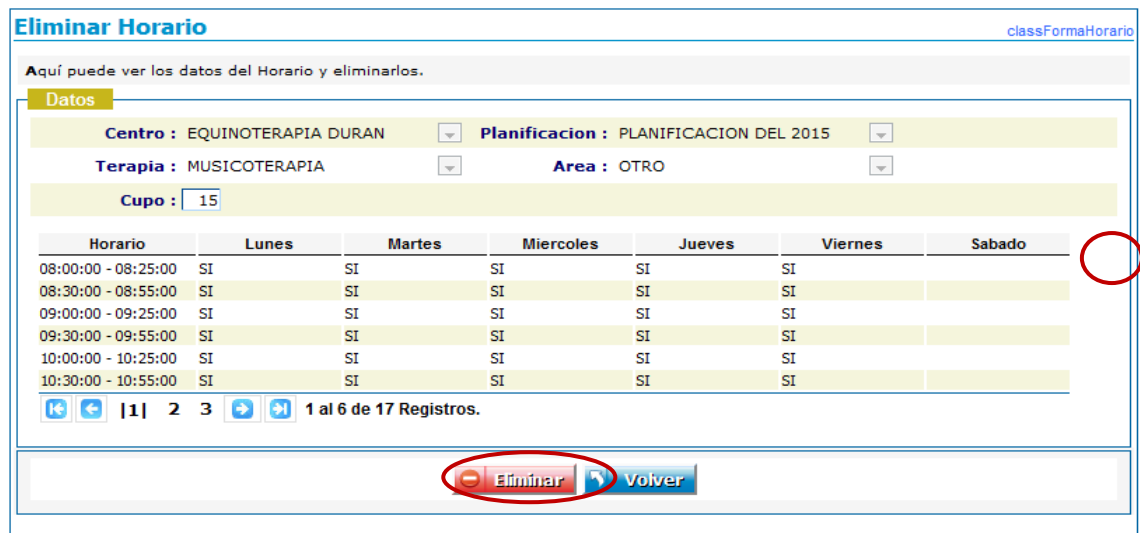 Eliminar Horario classFormaHorario
Aquí puede ver los datos del Horario y eliminarlos.
Datos
Centro : EQUINOTERAPIA DURAN Planificacion : PLANIFICACION DEL 2015
Terapia : MUSICOTERAPIA Area : OTRO
Cupo : 15
Horario Lunes Martes Miercoles Jueves Viernes Sabado
08:00:00 - 08:25:00 SI SI SI SI SI
08:30:00 - 08:55:00 SI SI SI SI SI
09:00:00 - 09:25:00 SI SI SI SI SI
09:30:00 - 09:55:00 SI SI SI SI SI
10:00:00 - 10:25:00 SI SI SI SI SI
10:30:00 - 10:55:00 SI SI SI SI SI
|1| 2 3 1 al 6 de 17 Registros.
Eliminar Volver